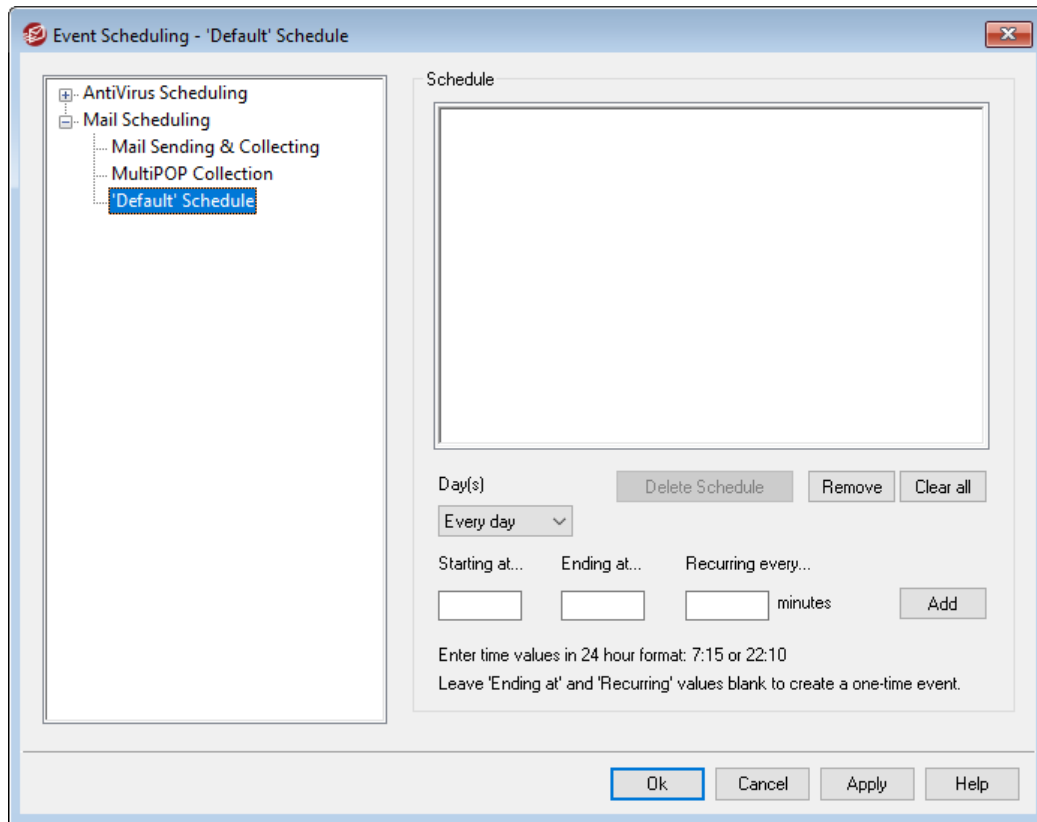 Event Scheduling - 'Default' Schedule
AntiVirus Scheduling
Mail Scheduling
Mail Sending & Collecting
MultiPOP Collection
'Default' Schedule
Schedule
Day(s)
Delete Schedule
Remove
Clear all
Every day
Starting at...
Ending at...
Recurring every...
minutes
Add
Enter time values in 24 hour format: 7:15 or 22:10
Leave 'Ending at' and 'Recurring' values blank to create a one-time event.
Ok
Cancel
Apply
Help